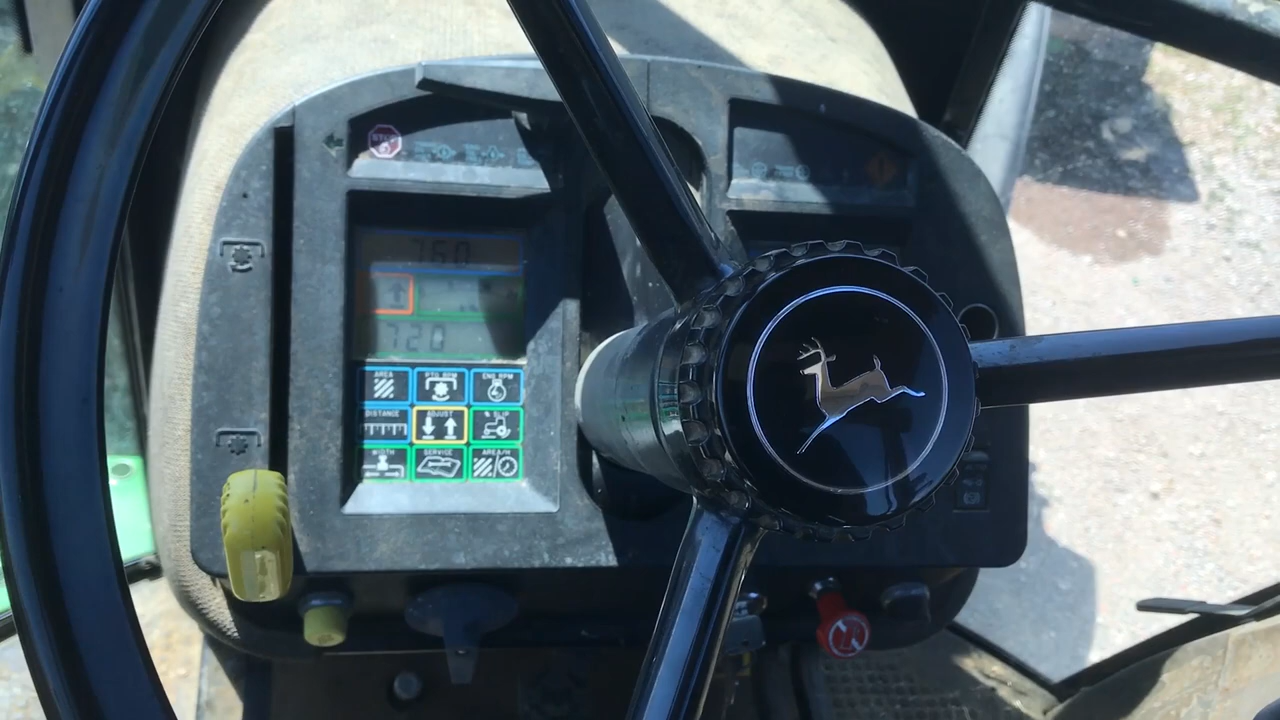 STOP
760
720
AREA
PTO RPM
ENG RPM
DISTANCE
ADJUST
% SLIP
WIDTH
SERVICE
AREA/H